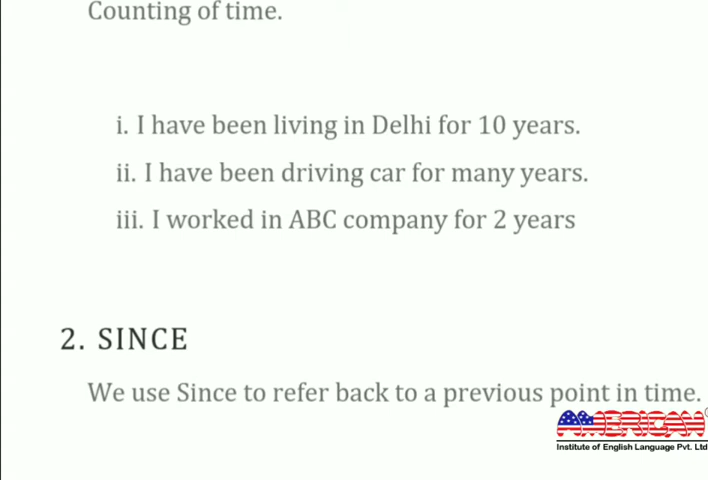 Counting of time.
i. I have been living in Delhi for 10 years.
ii. I have been driving car for many years.
iii. I worked in ABC company for 2 years
2. SINCE
We use Since to refer back to a previous point in time.
AMERICAN
Institute of English Language Pvt. Ltd